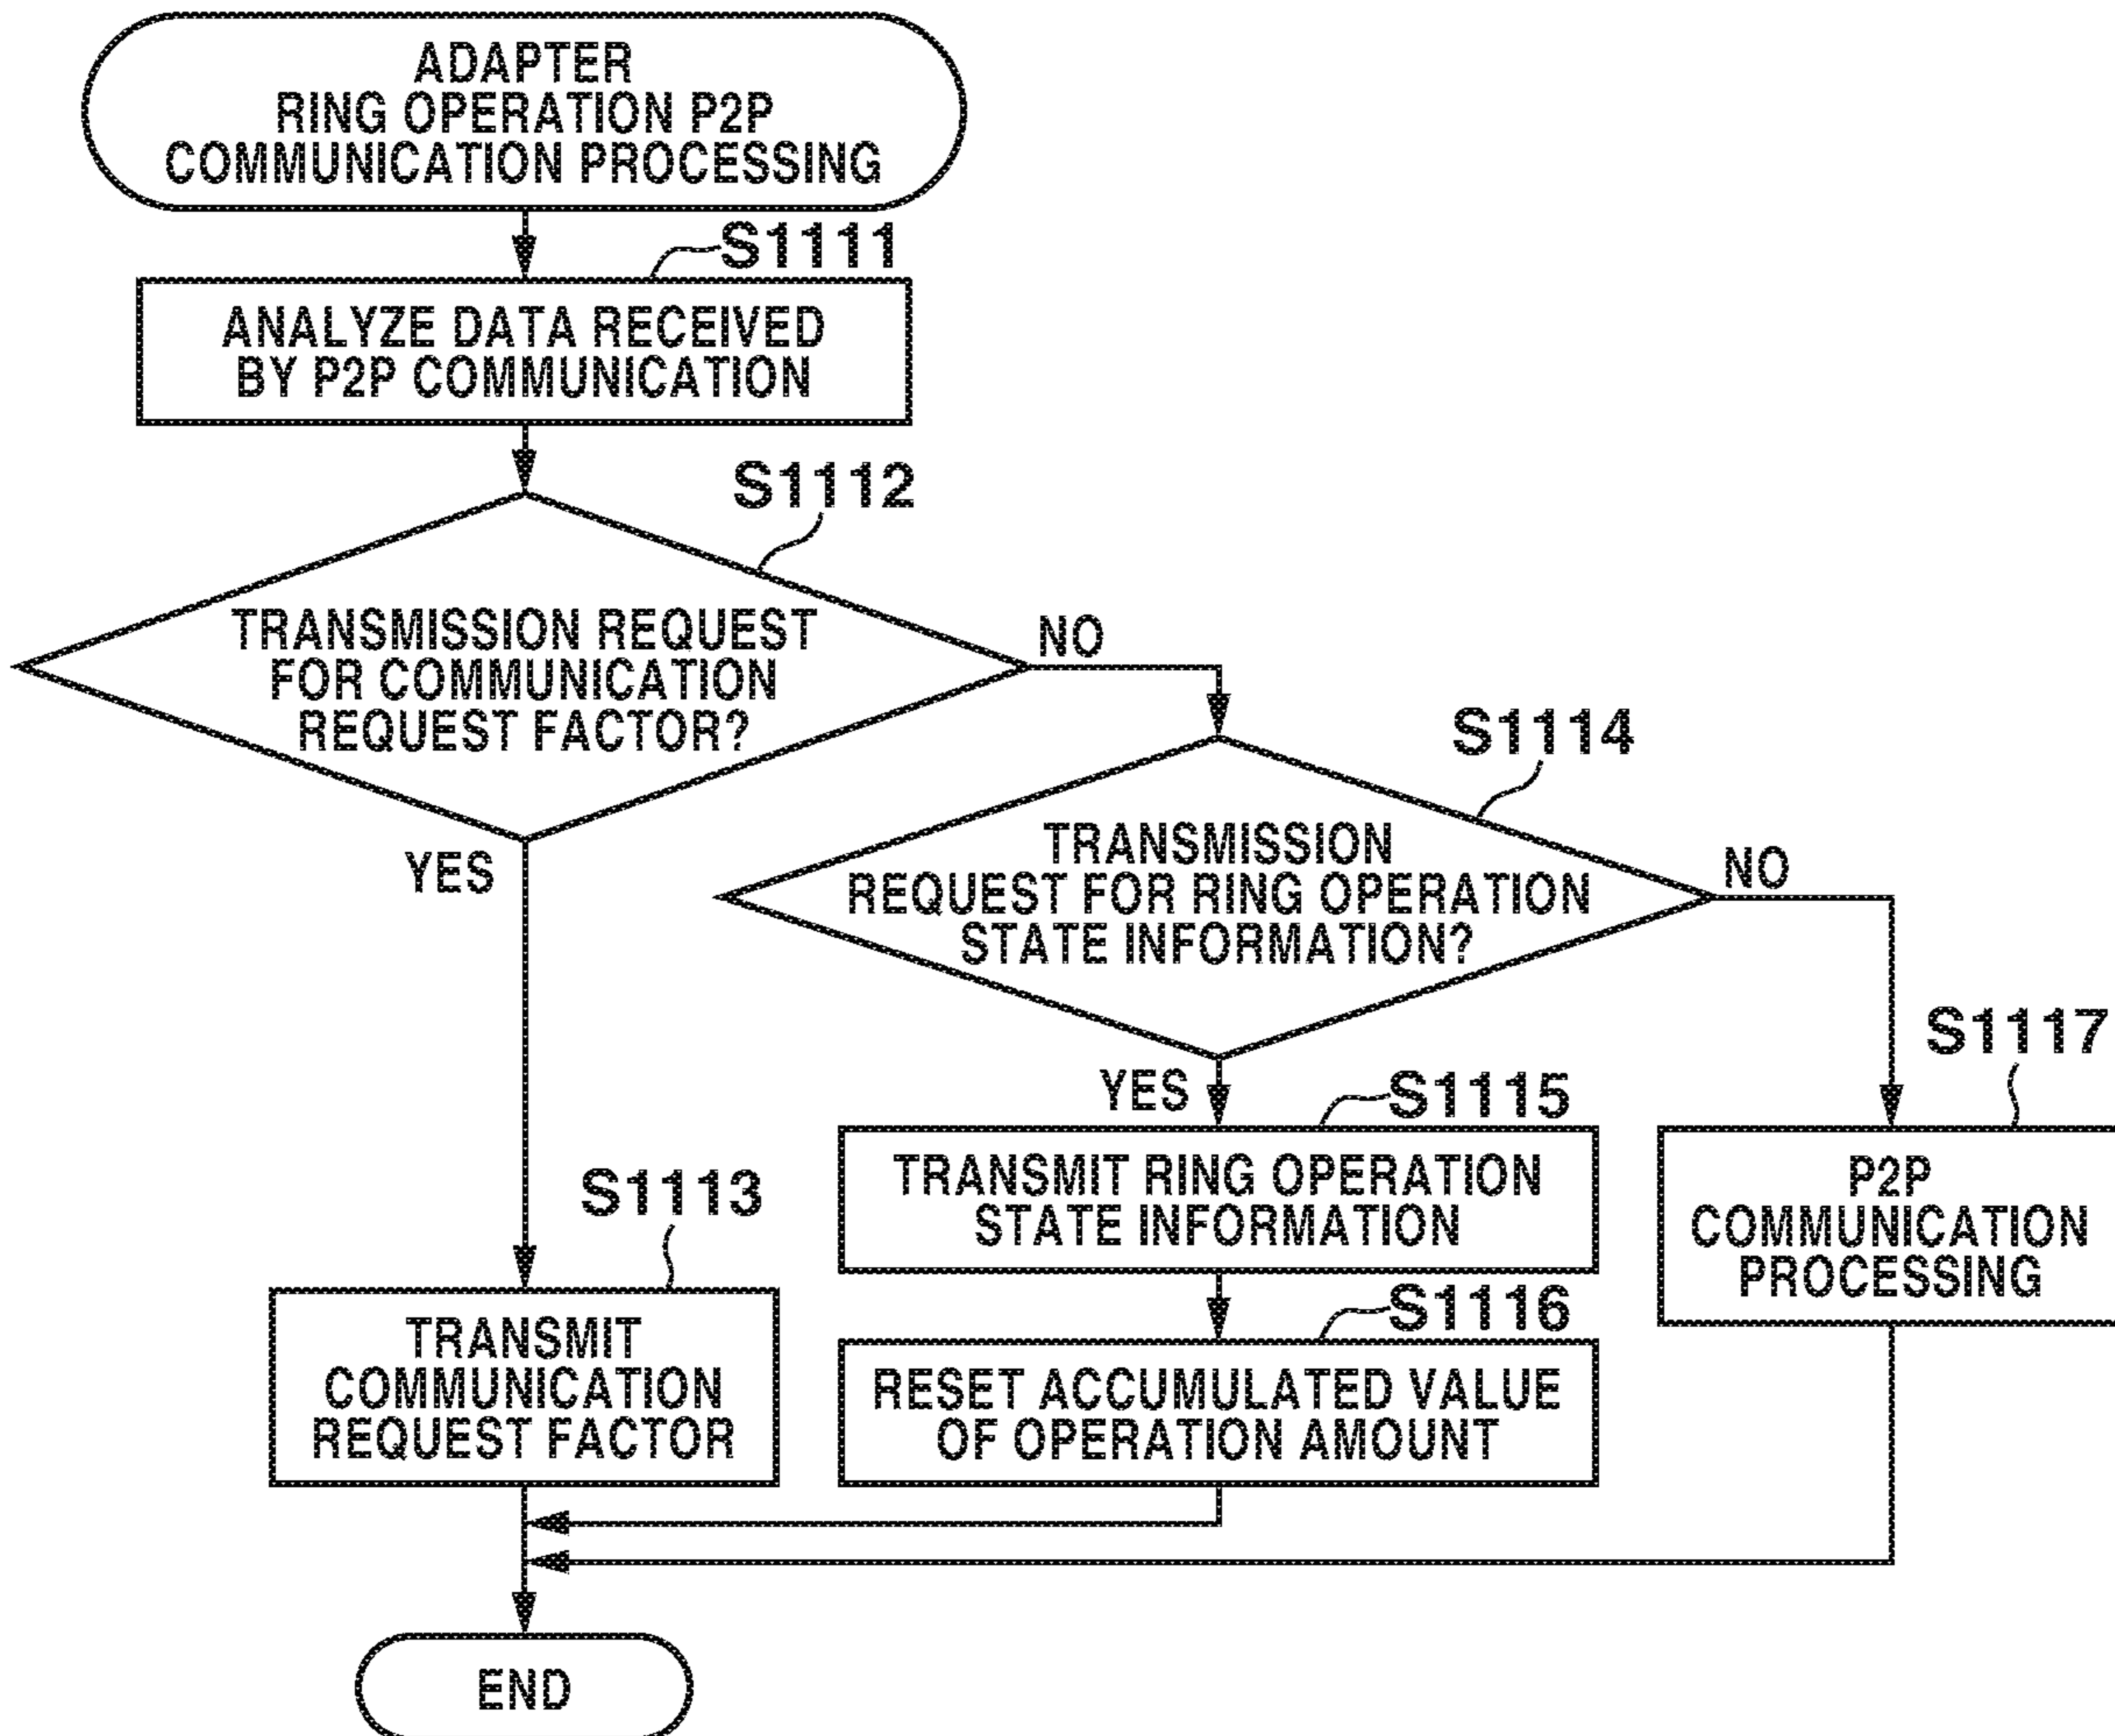 ADAPTER
RING OPERATION P2P
COMMUNICATION PROCESSING
S1111
ANALYZE DATA RECEIVED
BY P2P COMMUNICATION
S1112
TRANSMISSION REQUEST
FOR COMMUNICATION
REQUEST FACTOR?
NO
YES
S1114
TRANSMISSION
REQUEST FOR RING OPERATION
STATE INFORMATION?
NO
YES
S1113
TRANSMIT
COMMUNICATION
REQUEST FACTOR
S1115
TRANSMIT RING OPERATION
STATE INFORMATION
S1116
RESET ACCUMULATED VALUE
OF OPERATION AMOUNT
S1117
P2P
COMMUNICATION
PROCESSING
END